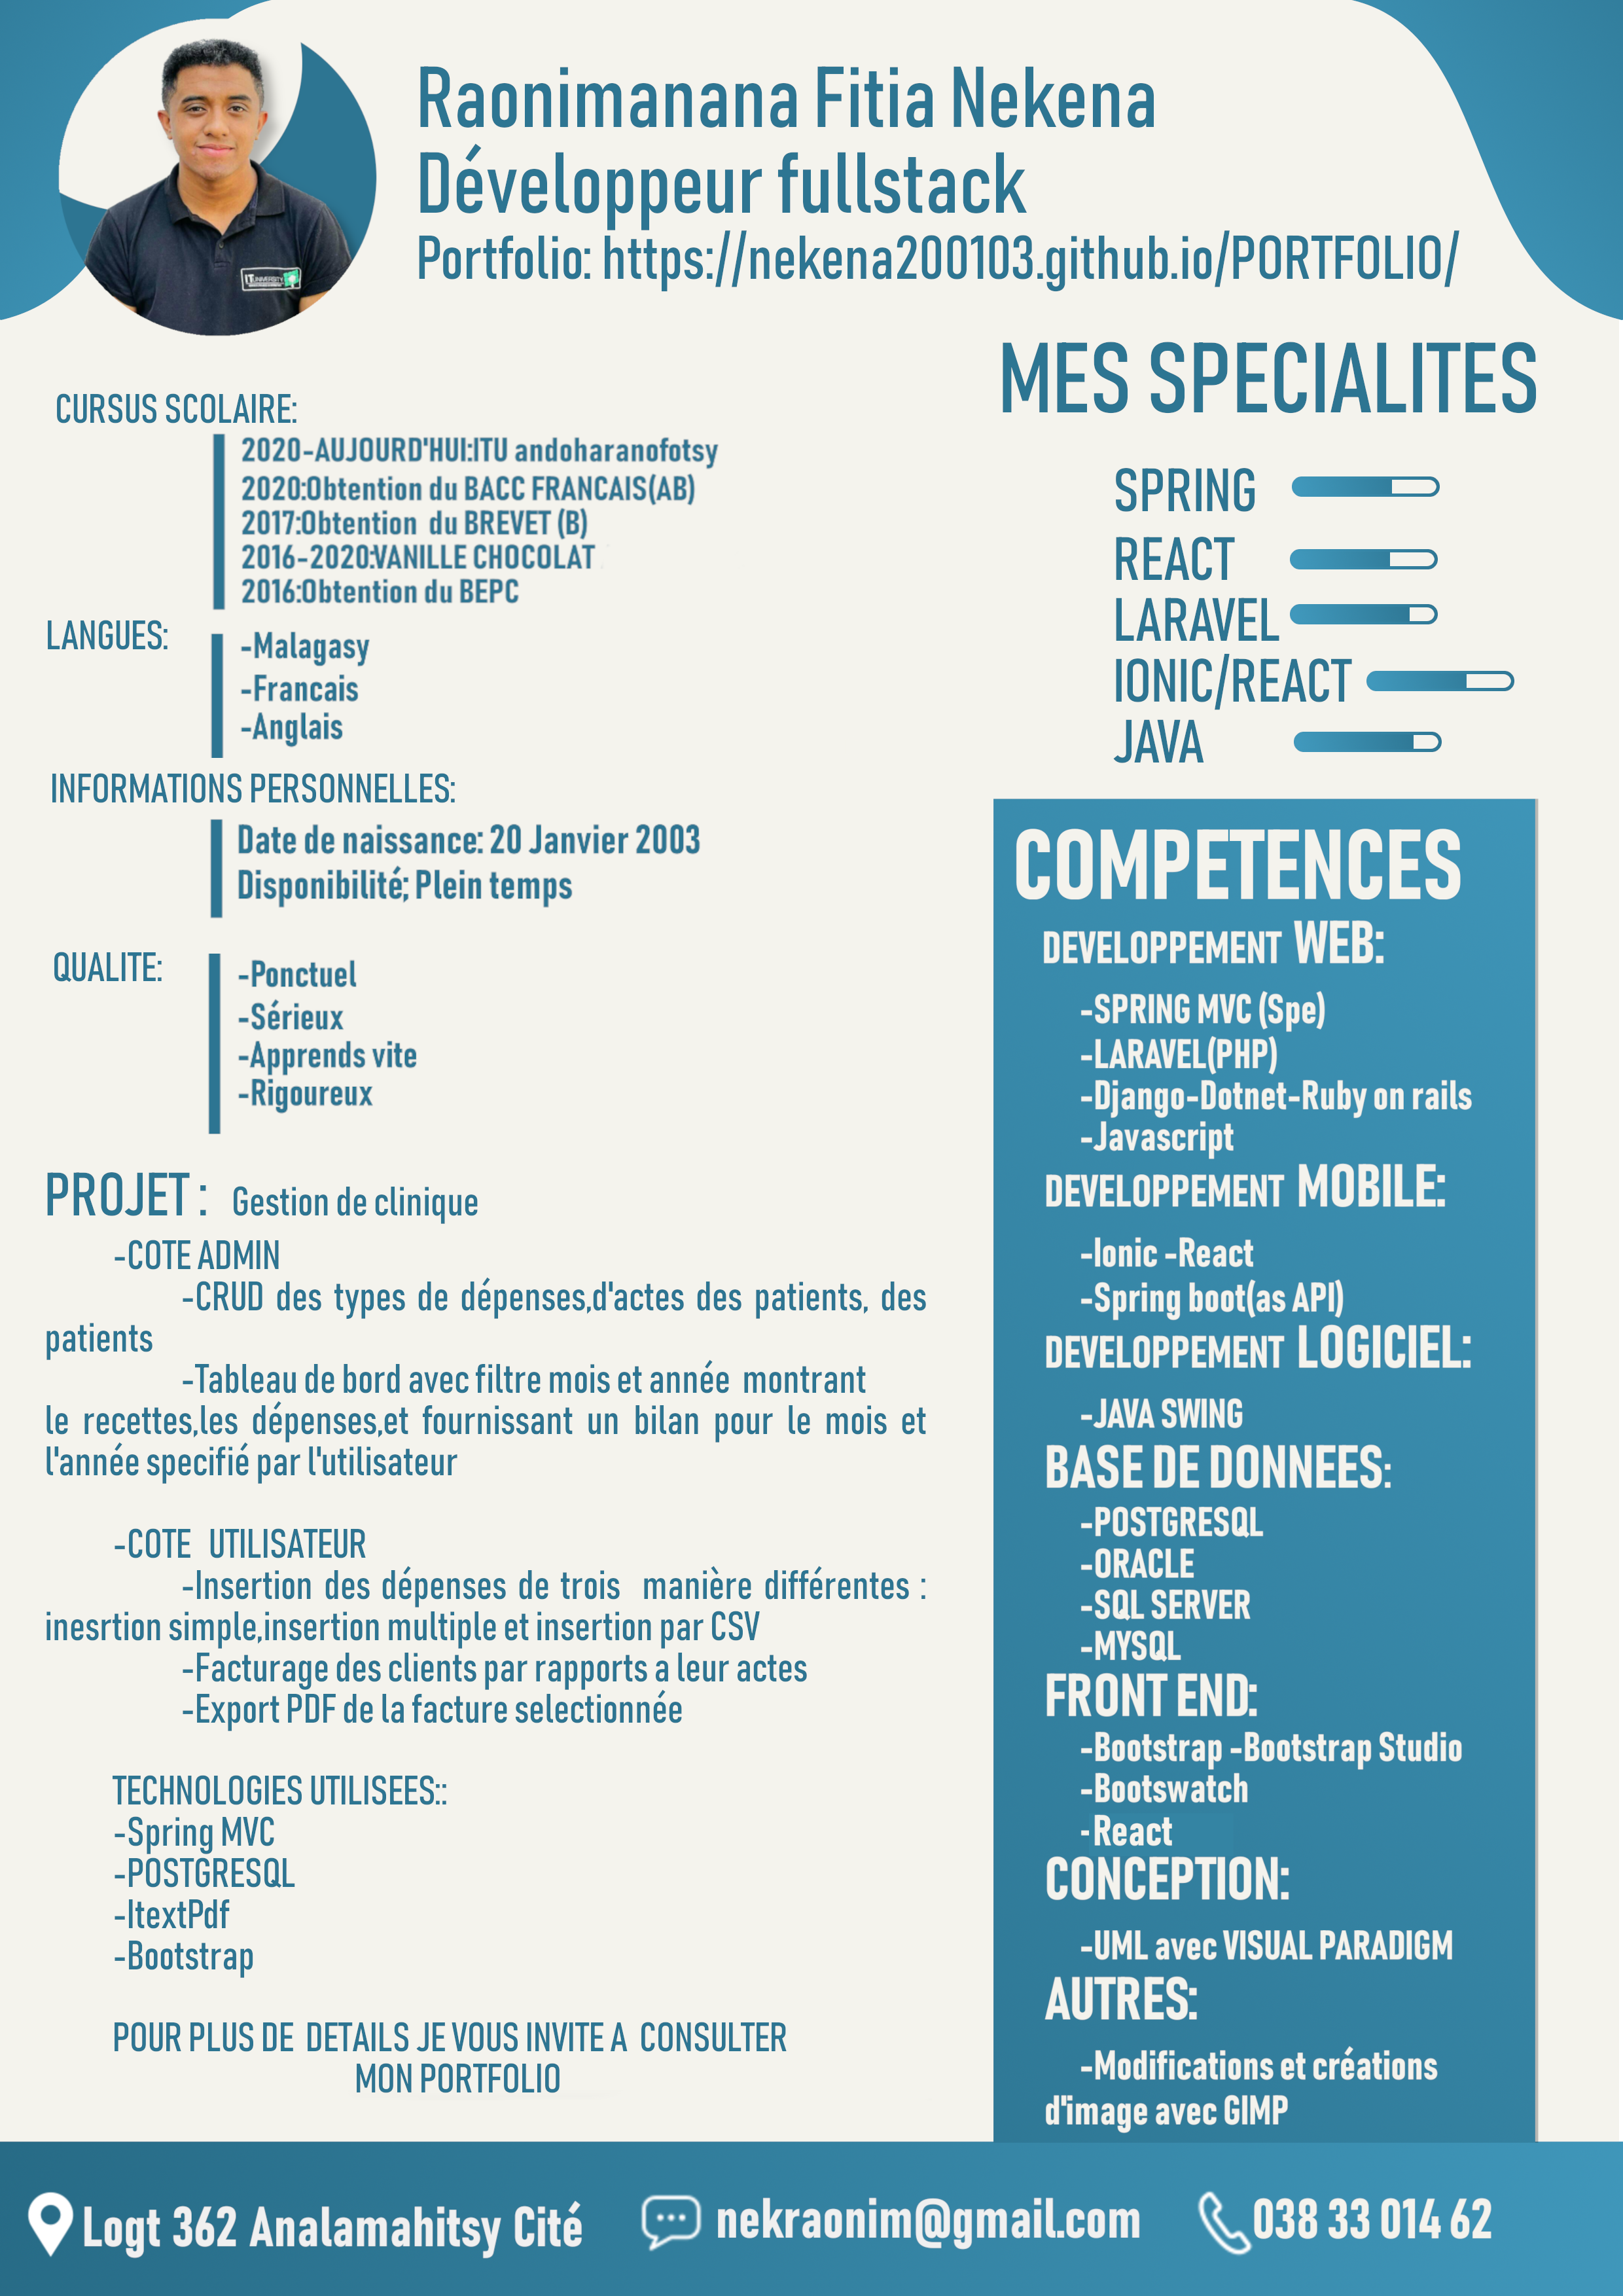 Raonimanana Fitia Nekena
Développeur fullstack
Portfolio: https://nekena200103.github.io/PORTFOLIO/
IT UNIVERSITY
CURSUS SCOLAIRE:
2020-AUJOURD'HUI:ITU andoharanofotsy
2020:Obtention du BACC FRANCAIS(AB)
2017:Obtention du BREVET (B)
2016-2020:VANILLE CHOCOLAT
2016:Obtention du BEPC
LANGUES:
-Malagasy
-Francais
-Anglais
INFORMATIONS PERSONNELLES:
Date de naissance: 20 Janvier 2003
Disponibilité; Plein temps
QUALITE:
-Ponctuel
-Sérieux
-Apprends vite
-Rigoureux
PROJET : Gestion de clinique
-COTE ADMIN
-CRUD des types de dépenses,d'actes des patients, des
patients
-Tableau de bord avec filtre mois et année montrant
le recettes,les dépenses,et fournissant un bilan pour le mois et
l'année specifié par l'utilisateur
-COTE UTILISATEUR
-Insertion des dépenses de trois manière différentes :
inesrtion simple,insertion multiple et insertion par CSV
-Facturage des clients par rapports a leur actes
-Export PDF de la facture selectionnée
TECHNOLOGIES UTILISEES::
-Spring MVC
-POSTGRESQL
-ItextPdf
-Bootstrap
POUR PLUS DE DETAILS JE VOUS INVITE A CONSULTER
MON PORTFOLIO
MES SPECIALITES
SPRING
REACT
LARAVEL
IONIC/REACT
JAVA
COMPETENCES
DEVELOPPEMENT WEB:
-SPRING MVC (Spe)
-LARAVEL(PHP)
-Django-Dotnet-Ruby on rails
-Javascript
DEVELOPPEMENT MOBILE:
-Ionic -React
-Spring boot(as API)
DEVELOPPEMENT LOGICIEL:
-JAVA SWING
BASE DE DONNEES:
-POSTGRESQL
-ORACLE
-SQL SERVER
-MYSQL
FRONT END:
-Bootstrap -Bootstrap Studio
-Bootswatch
-React
CONCEPTION:
-UML avec VISUAL PARADIGM
AUTRES:
-Modifications et créations
d'image avec GIMP
Logt 362 Analamahitsy Cité
nekraonim@gmail.com
038 33 014 62